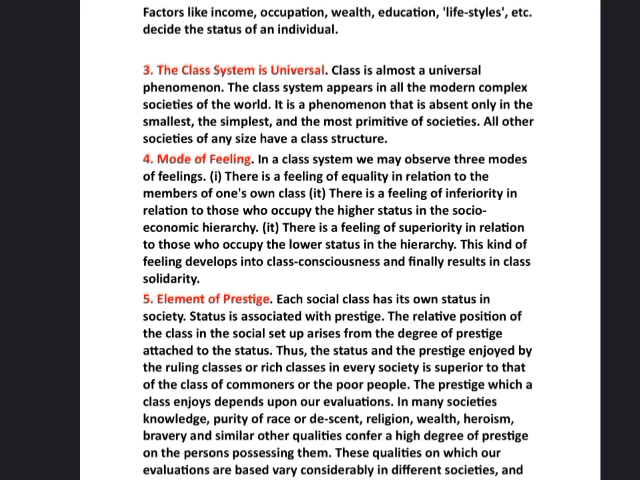 Factors like income, occupation, wealth, education, 'life-styles', etc.
decide the status of an individual.
3. The Class System is Universal. Class is almost a universal
phenomenon. The class system appears in all the modern complex
societies of the world. It is a phenomenon that is absent only in the
smallest, the simplest, and the most primitive of societies. All other
societies of any size have a class structure.
4. Mode of Feeling. In a class system we may observe three modes
of feelings. (i) There is a feeling of equality in relation to the
members of one's own class (it) There is a feeling of inferiority in
relation to those who occupy the higher status in the socio-
economic hierarchy. (it) There is a feeling of superiority in relation
to those who occupy the lower status in the hierarchy. This kind of
feeling develops into class-consciousness and finally results in class
solidarity.
5. Element of Prestige. Each social class has its own status in
society. Status is associated with prestige. The relative position of
the class in the social set up arises from the degree of prestige
attached to the status. Thus, the status and the prestige enjoyed by
the ruling classes or rich classes in every society is superior to that
of the class of commoners or the poor people. The prestige which a
class enjoys depends upon our evaluations. In many societies
knowledge, purity of race or de-scent, religion, wealth, heroism,
bravery and similar other qualities confer a high degree of prestige
on the persons possessing them. These qualities on which our
evaluations are based vary considerably in different societies, and